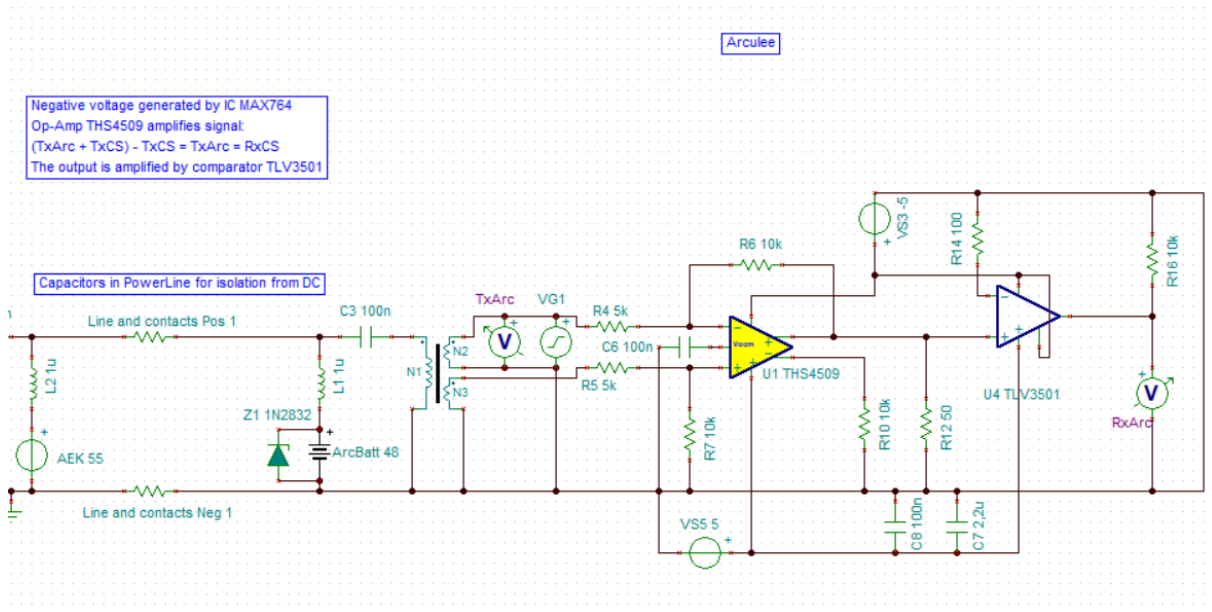 Arculee
Negative voltage generated by IC MAX764
Op-Amp THS4509 amplifies signal:
(TxArc + TxCS) - TxCS = TxArc = RxCS
The output is amplified by comparator TLV3501
Capacitors in PowerLine for isolation from DC
Line and contacts Pos 1
C3 100n
TxArc
VG1
R4 5k
R6 10k
VS3 -5
R14 100
R16 10k
L2 1u
L1 1u
N1
N2
N3
V
C6 100n
Vocm
R5 5k
U1 THS4509
U4 TLV3501
V
RxArc
Z1 1N2832
ArcBatt 48
AEK 55
R7 10k
R10 10k
R12 50
Line and contacts Neg 1
VS5 5
C8 100n
C7 2,2u